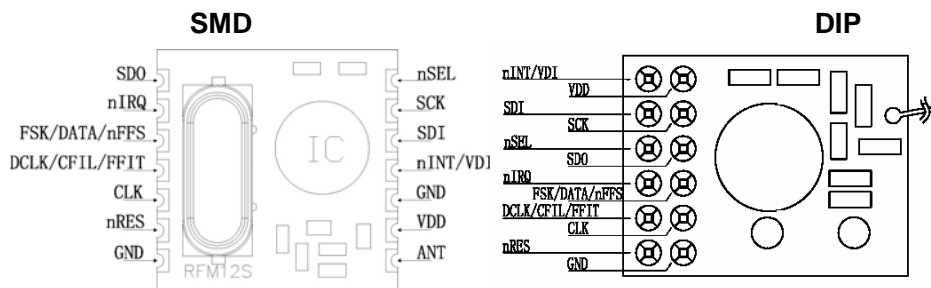 SMD
DIP
SDO
nIRQ
FSK/DATA/nFFS
DCLK/CFIL/FFIT
CLK
nRES
GND
IC
RFM12S
nSEL
SCK
SDI
nINT/VDI
GND
VDD
ANT
nINT/VDI
VDD
SDI
SCK
nSEL
SDO
nIRQ
FSK/DATA/nFFS
DCLK/CFIL/FFIT
CLK
nRES
GND